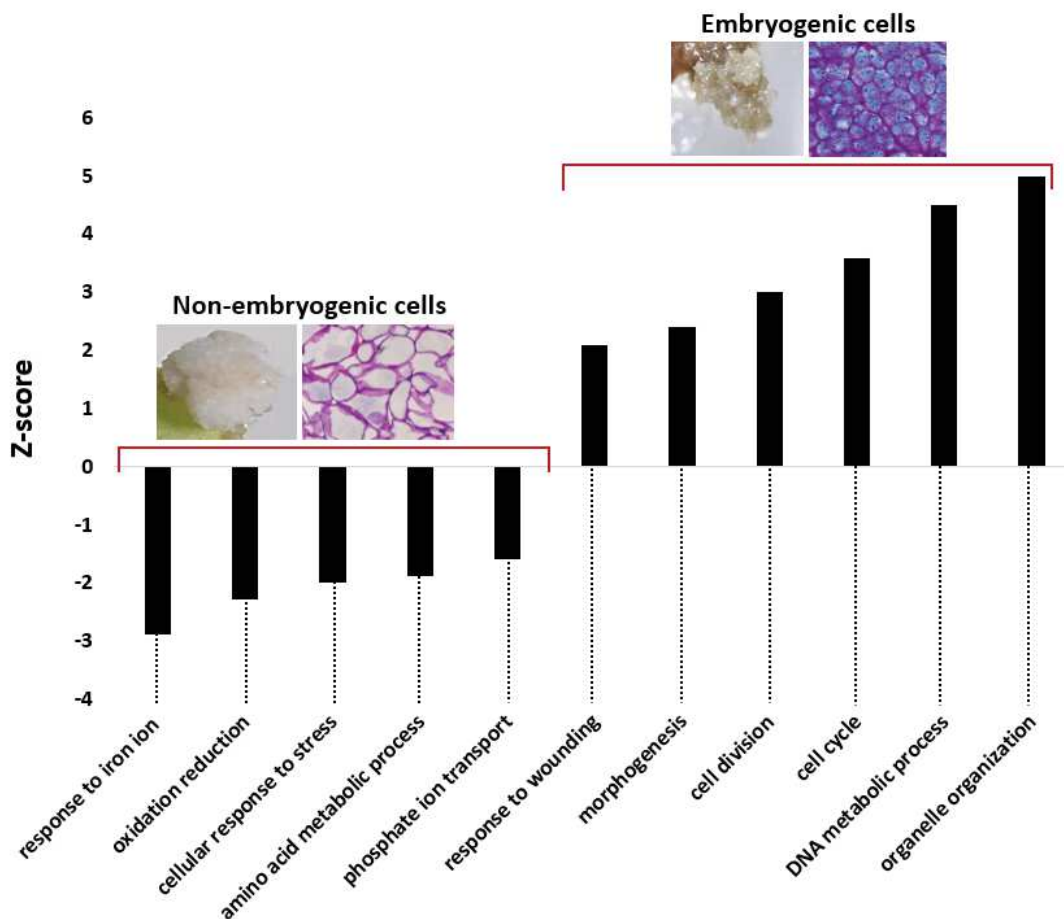 Embryogenic cells
6
5
4
3
2
1
0
-1
-2
-3
-4
Z-score
Non-embryogenic cells
response to iron ion
oxidation reduction
cellular response to stress
amino acid metabolic process
phosphate ion transport
response to wounding
morphogenesis
cell division
cell cycle
DNA metabolic process
organelle organization